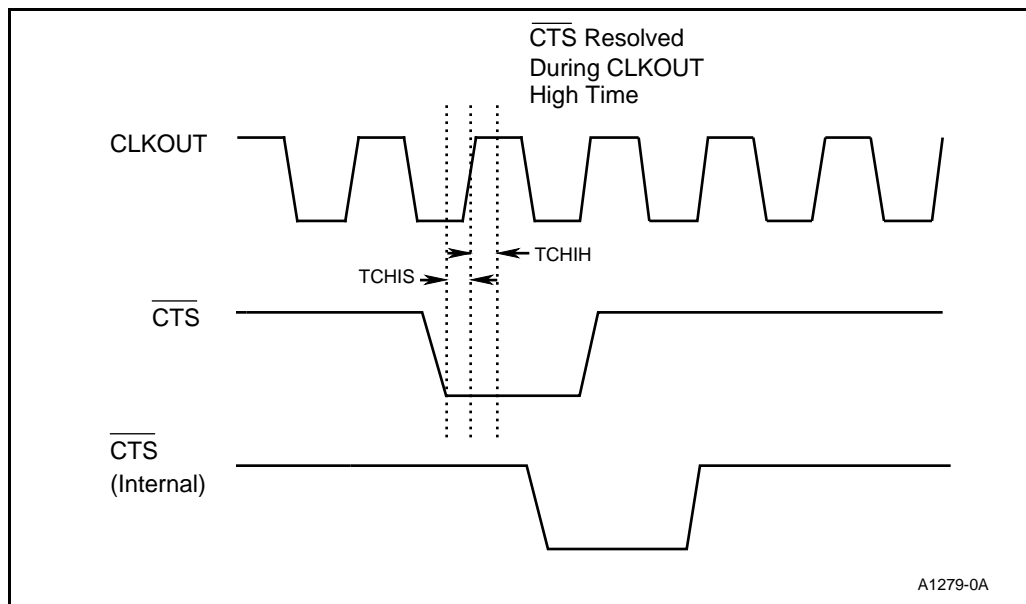 CTS Resolved
During CLKOUT
High Time
CLKOUT
TCHIH
TCHIS
CTS
CTS
(Internal)
A1279-0A